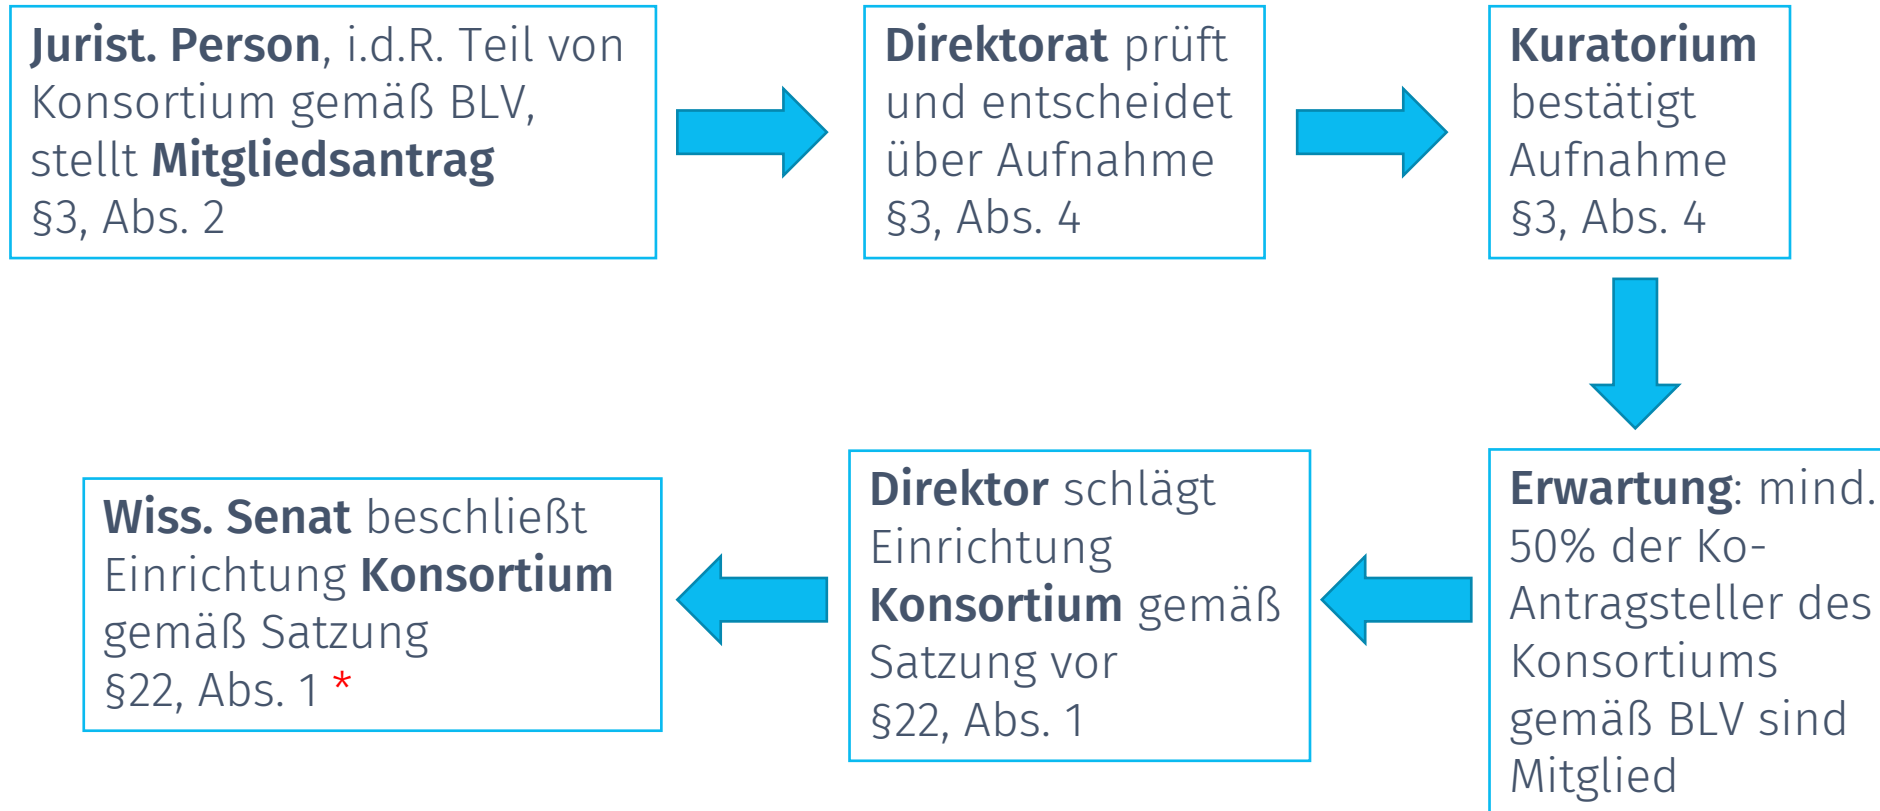 Jurist. Person, i.d.R. Teil von
Konsortium gemäß BLV,
stellt Mitgliedsantrag
§3, Abs. 2
Direktorat prüft
und entscheidet
über Aufnahme
§3, Abs. 4
Kuratorium
bestätigt
Aufnahme
§3, Abs. 4
Erwartung: mind.
50% der Ko-
Antragsteller des
Konsortiums
gemäß BLV sind
Mitglied
Direktor schlägt
Einrichtung
Konsortium gemäß
Satzung vor
§22, Abs. 1
Wiss. Senat beschließt
Einrichtung Konsortium
gemäß Satzung
§22, Abs. 1 *